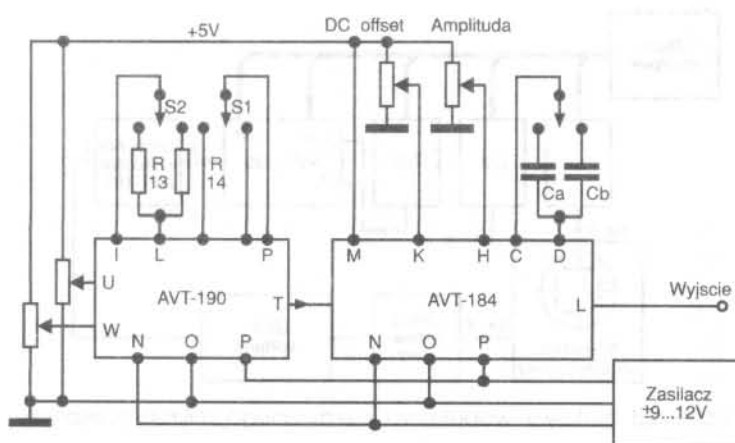 +5V
DC offset
Amplituda
S2
S1
R
13
R
14
Ca
Cb
I
L
P
M
K
H
C
D
U
W
AVT-190
T
AVT-184
L
Wyjscie
N
O
P
N
O
P
Zasilacz
±9...12V